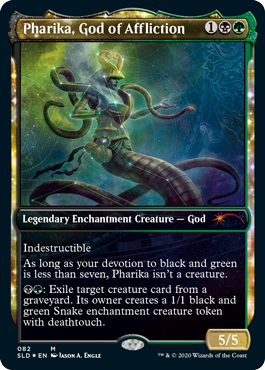 Pharika, God of Affliction 1
Legendary Enchantment Creature — God
Indestructible
As long as your devotion to black and green
is less than seven, Pharika isn't a creature.
: Exile target creature card from a
graveyard. Its owner creates a 1/1 black and
green Snake enchantment creature token
with deathtouch.
5/5
082 M
SLD • EN Jason A. Engle
™ & © 2020 Wizards of the Coast